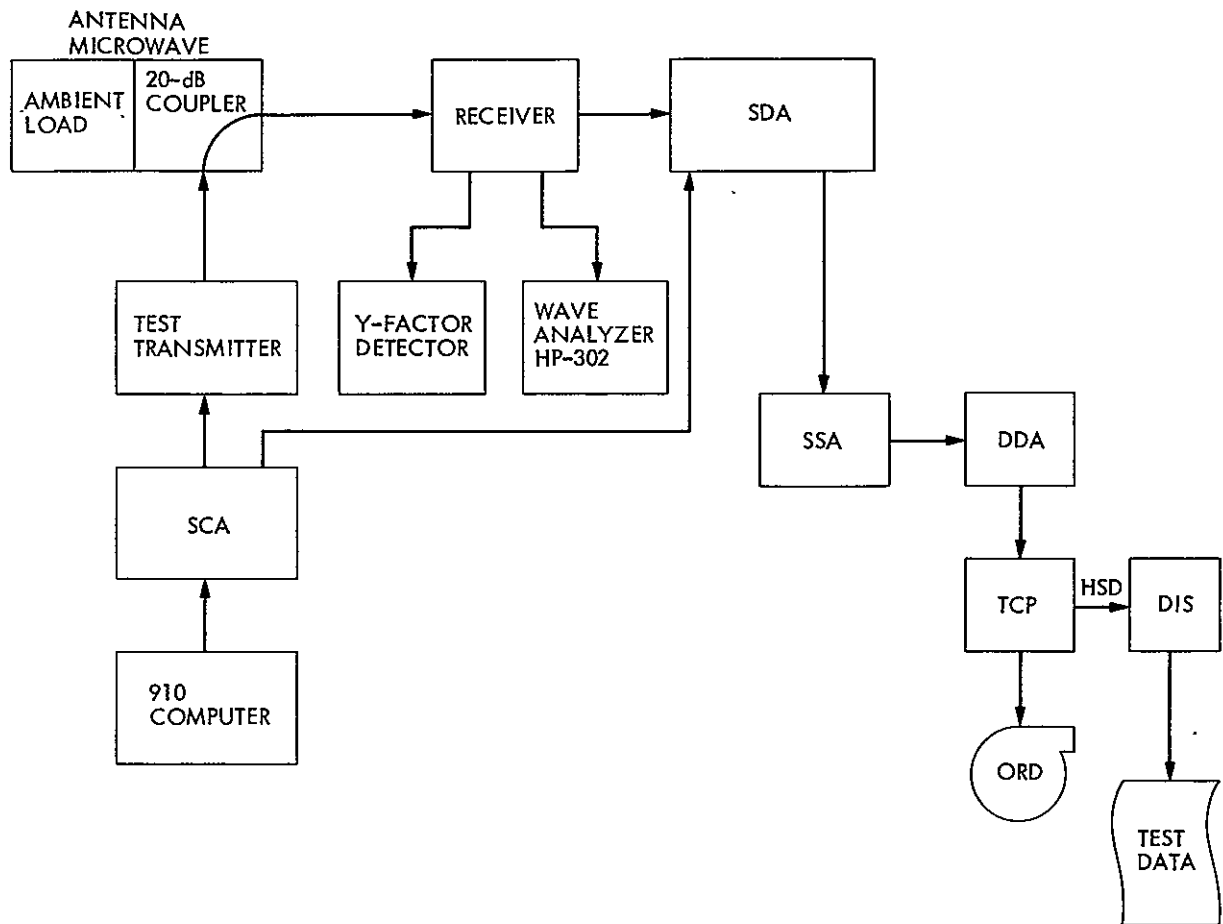 ANTENNA
MICROWAVE
AMBIENT
LOAD
20-dB
COUPLER
RECEIVER
SDA
TEST
TRANSMITTER
Y-FACTOR
DETECTOR
WAVE
ANALYZER
HP-302
SSA
DDA
SCA
TCP
HSD
DIS
910
COMPUTER
ORD
TEST
DATA